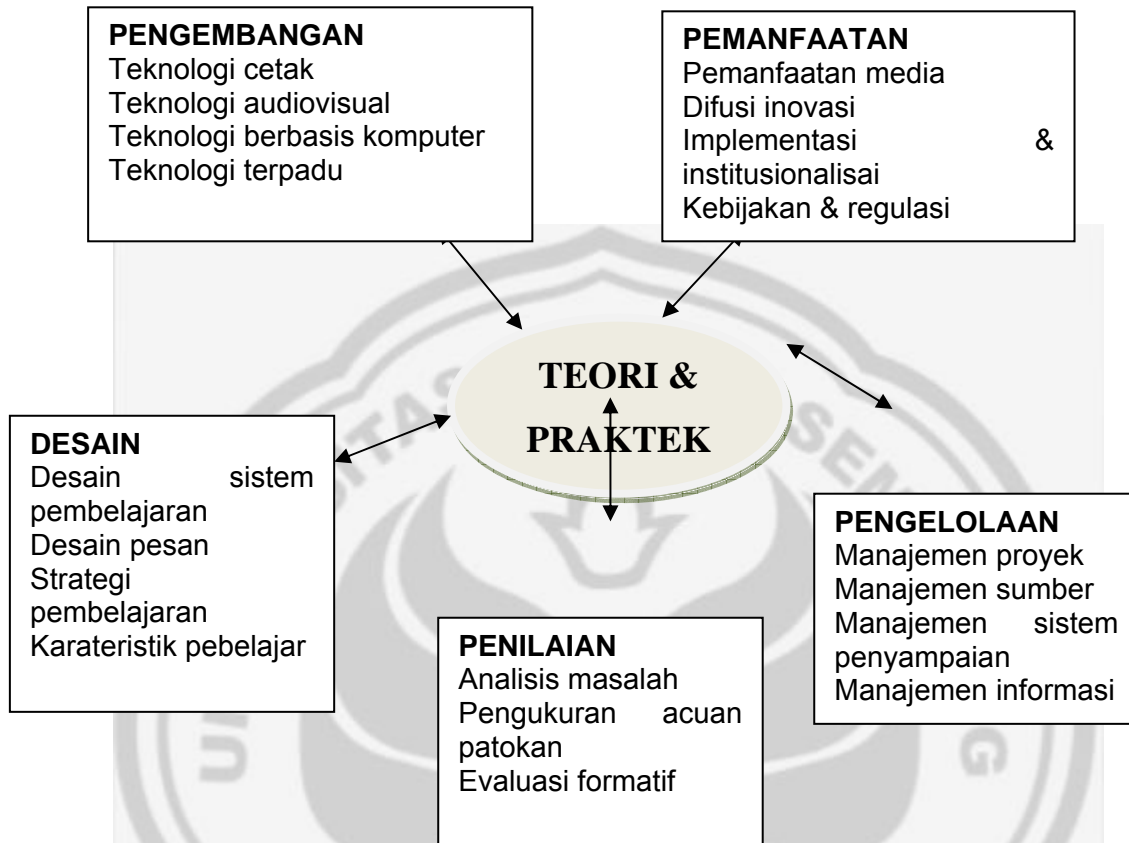 PENGEMBANGAN
Teknologi cetak
Teknologi audiovisual
Teknologi berbasis komputer
Teknologi terpadu
PEMANFAATAN
Pemanfaatan media
Difusi inovasi
Implementasi &
institusionalisai
Kebijakan & regulasi
TEORI &
PRAKTEK
DESAIN
Desain sistem
pembelajaran
Desain pesan
Strategi
pembelajaran
Karateristik pebelajar
PENGELOLAAN
Manajemen proyek
Manajemen sumber
Manajemen sistem
penyampaian
Manajemen informasi
PENILAIAN
Analisis masalah
Pengukuran acuan
patokan
Evaluasi formatif